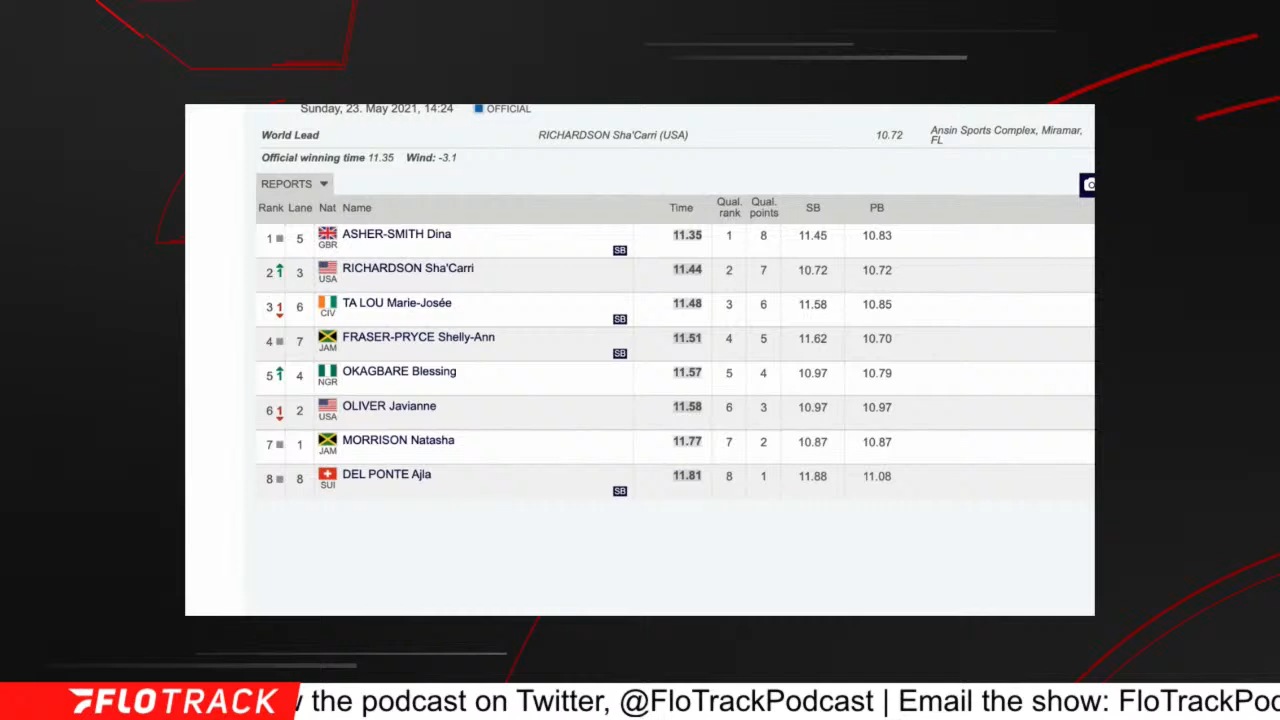 Sunday, 23. May 2021, 14:24 OFFICIAL
World Lead RICHARDSON Sha'Carri (USA) 10.72 Ansin Sports Complex, Miramar, FL
Official winning time 11.35 Wind: -3.1
REPORTS
Rank Lane Nat Name Time Qual. rank Qual. points SB PB
1 5 GBR ASHER-SMITH Dina SB 11.35 1 8 11.45 10.83
2 1 3 USA RICHARDSON Sha'Carri 11.44 2 7 10.72 10.72
3 1 6 CIV TA LOU Marie-Josée SB 11.48 3 6 11.58 10.85
4 7 JAM FRASER-PRYCE Shelly-Ann SB 11.51 4 5 11.62 10.70
5 1 4 NGR OKAGBARE Blessing 11.57 5 4 10.97 10.79
6 1 2 USA OLIVER Javianne 11.58 6 3 10.97 10.97
7 1 JAM MORRISON Natasha 11.77 7 2 10.87 10.87
8 8 SUI DEL PONTE Ajla SB 11.81 8 1 11.88 11.08
FLOTRACK the podcast on Twitter, @FloTrackPodcast | Email the show: FloTrackPod